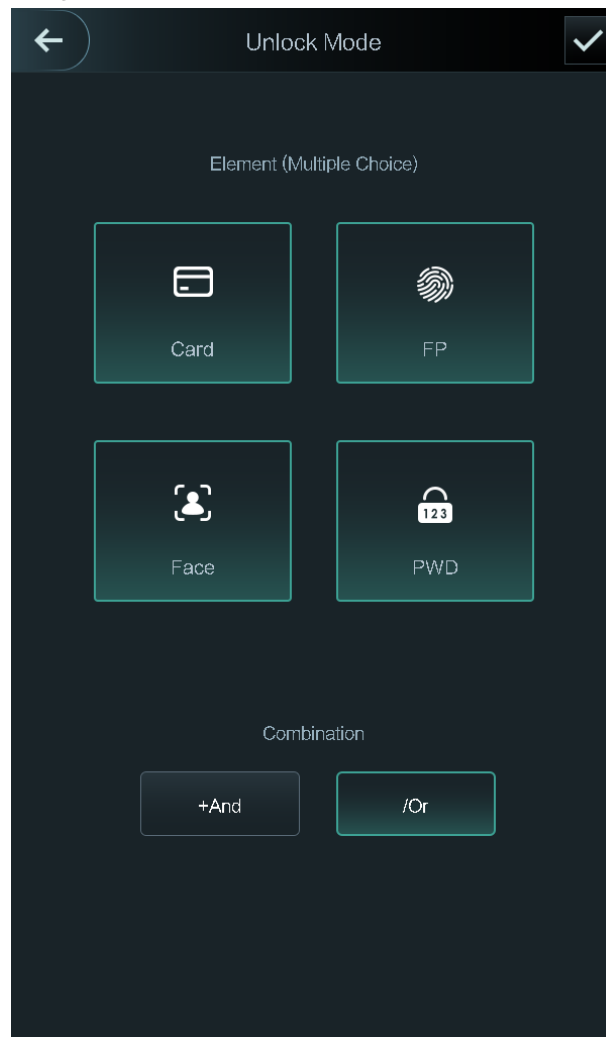 Unlock Mode
Element (Multiple Choice)
Card
FP
Face
123
PWD
Combination
+And
/Or